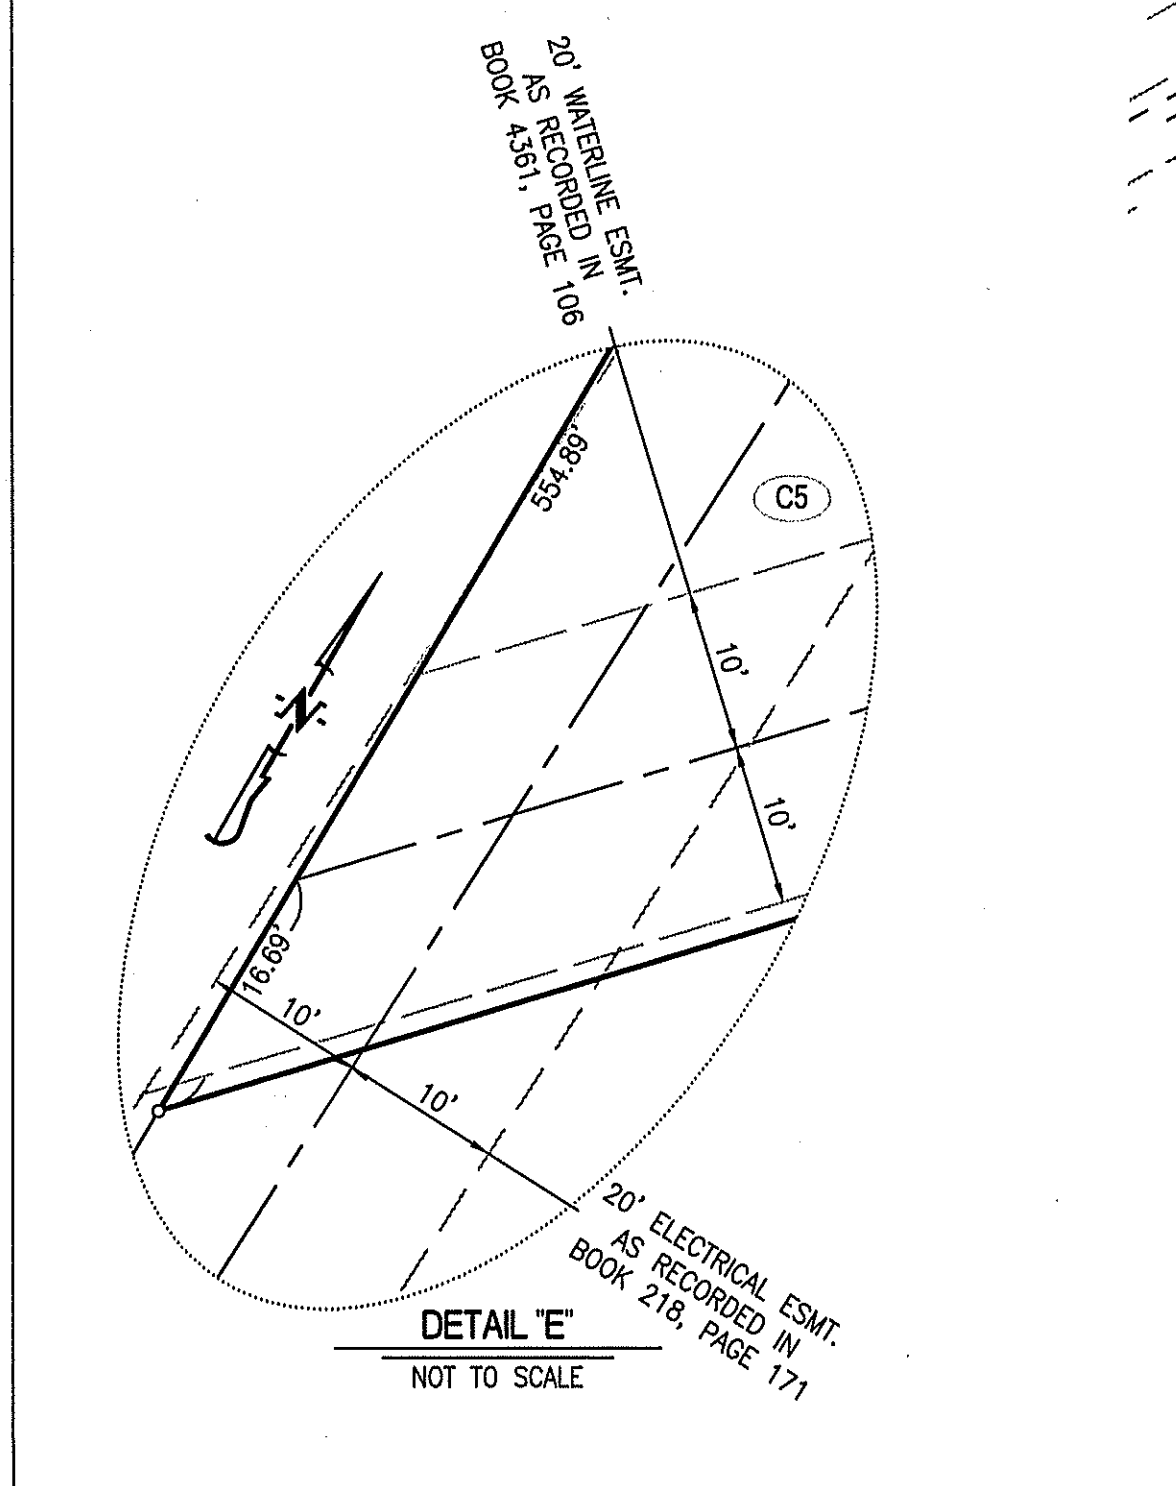 20' WATERLINE ESMT.
AS RECORDED IN
BOOK 4361, PAGE 106
554.89'
C5
N
10'
10'
16.69'
10'
10'
20' ELECTRICAL ESMT.
AS RECORDED IN
BOOK 218, PAGE 171
DETAIL "E"
NOT TO SCALE